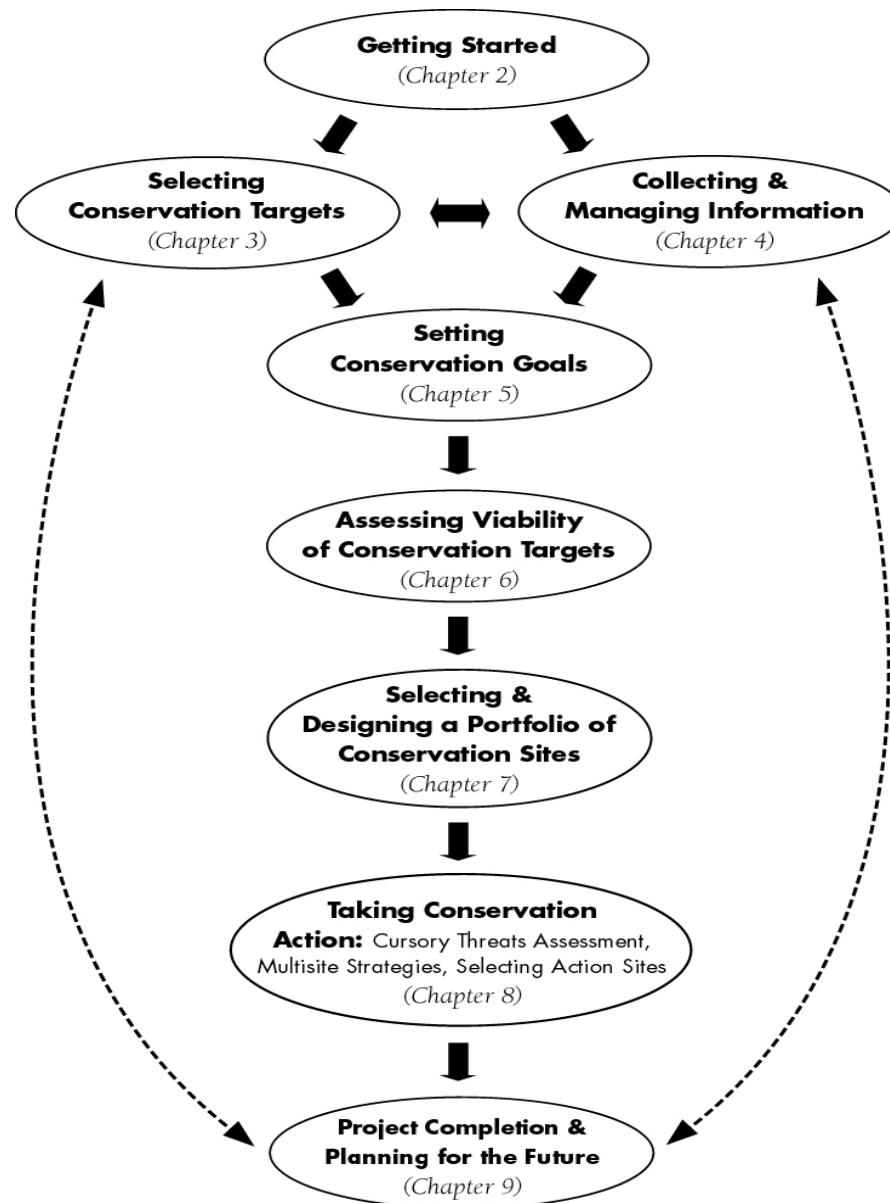 Getting Started
(Chapter 2)
Selecting
Conservation Targets
(Chapter 3)
Collecting &
Managing Information
(Chapter 4)
Setting
Conservation Goals
(Chapter 5)
Assessing Viability
of Conservation Targets
(Chapter 6)
Selecting &
Designing a Portfolio of
Conservation Sites
(Chapter 7)
Taking Conservation
Action: Cursory Threats Assessment,
Multisite Strategies, Selecting Action Sites
(Chapter 8)
Project Completion &
Planning for the Future
(Chapter 9)